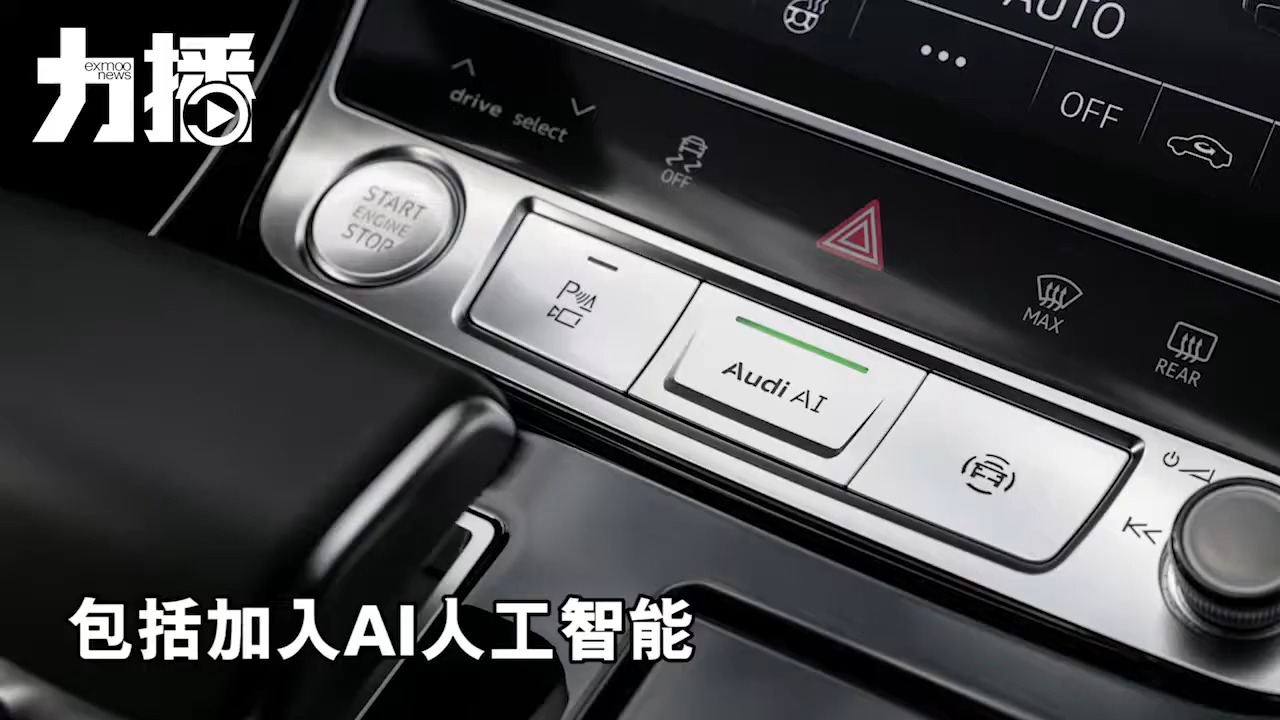 力播
exmoo
news
AUTO
OFF
drive select
OFF
START
ENGINE
STOP
P
MAX
Audi AI
REAR
包括加入AI人工智能